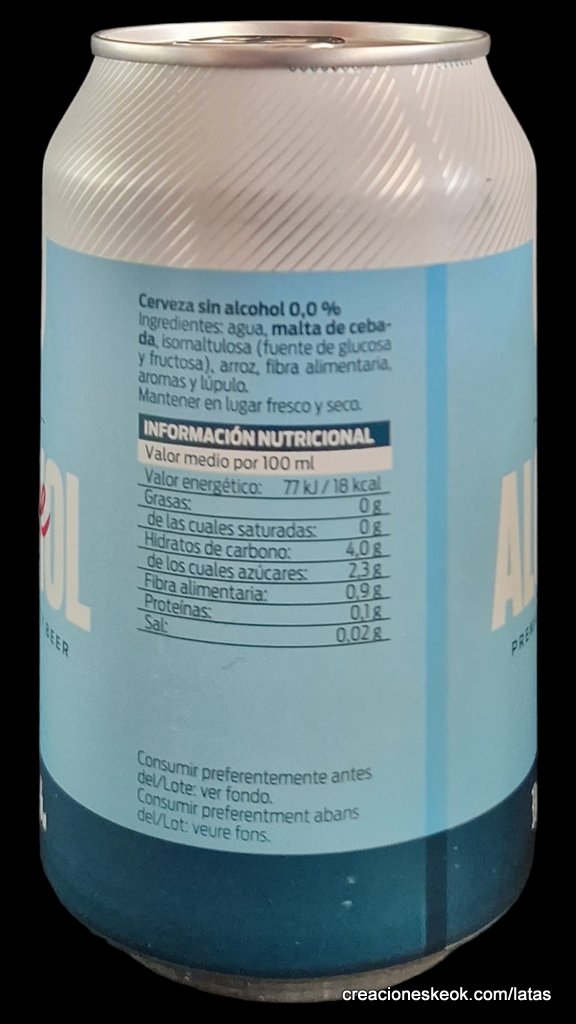 Cerveza sin alcohol 0,0 %
Ingredientes: agua, malta de ceba-
da, isomaltulosa (fuente de glucosa
y fructosa), arroz, fibra alimentaria,
aromas y lúpulo.
Mantener en lugar fresco y seco.
INFORMACIÓN NUTRICIONAL
Valor medio por 100 ml
Valor energético: 77 kJ / 18 kcal
Grasas: 0 g
de las cuales saturadas: 0 g
Hidratos de carbono: 4,0 g
de los cuales azúcares: 2,3 g
Fibra alimentaria: 0,9 g
Proteínas: 0,1 g
Sal: 0,02 g
Consumir preferentemente antes
del/Lote: ver fondo.
Consumir preferentment abans
del/Lot: veure fons.
OL
BEER
AL
PRE
creacioneskeok.com/latas